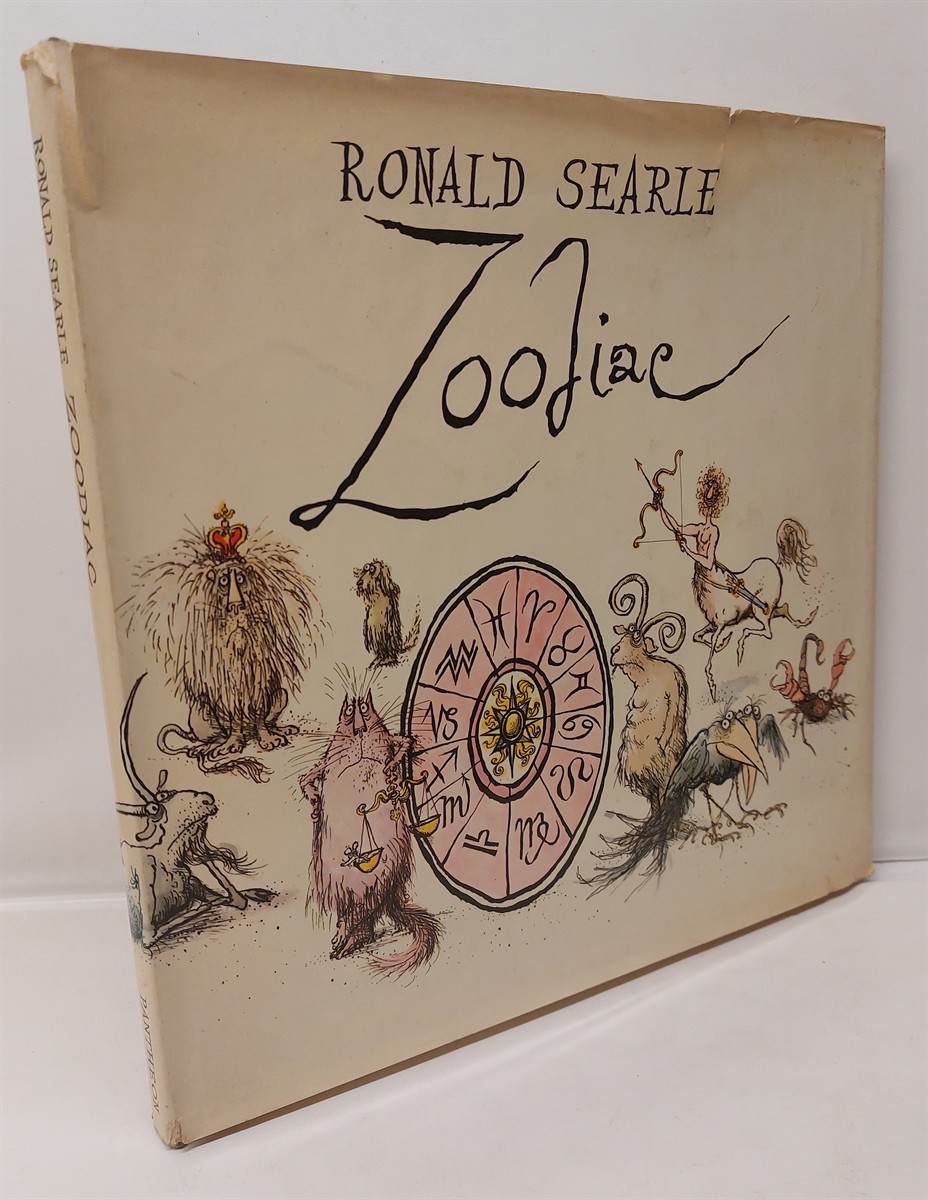 RONALD SEARLE
Zoodiac
RONALD SEARLE ZOODIAC
PANTHEON
♓ ♈ ♉ ♊ ♋ ♌ ♍ ♎ ♏ ♐ ♑ ♒